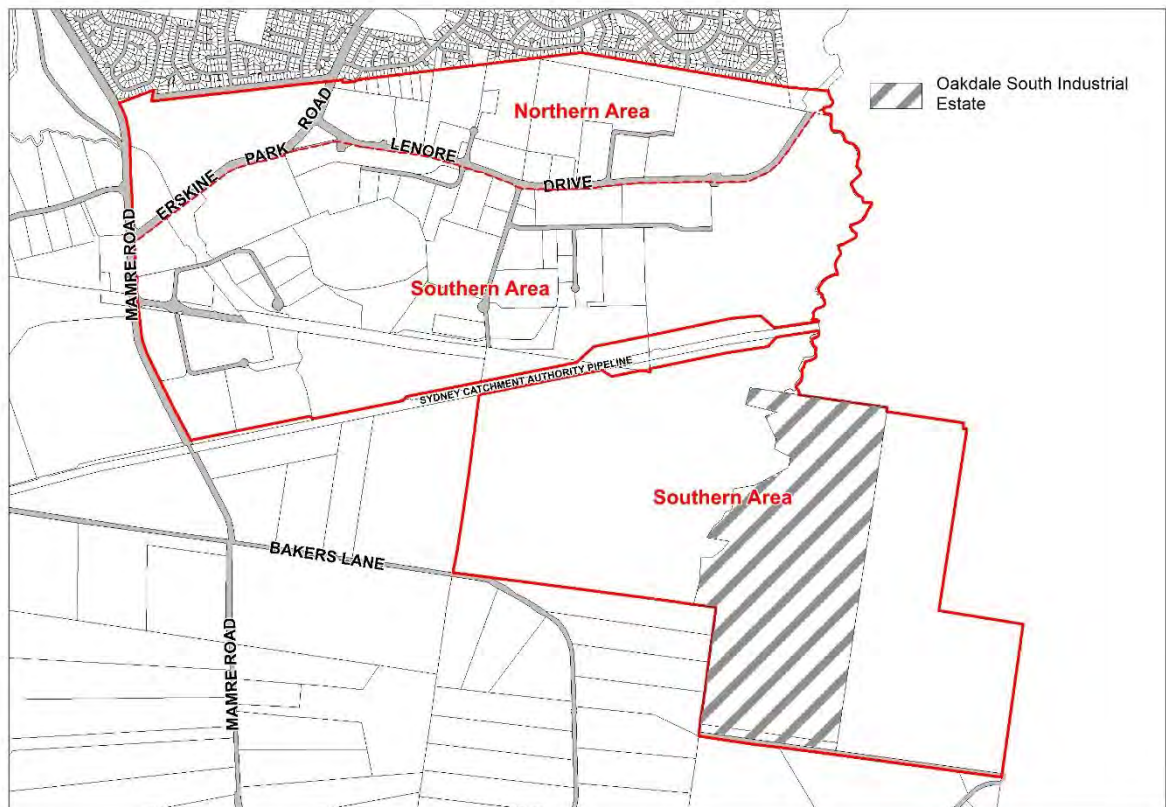 Oakdale South Industrial
Estate
Northern Area
ERSKINE PARK ROAD
LENORE DRIVE
MAMRE ROAD
Southern Area
SYDNEY CATCHMENT AUTHORITY PIPELINE
Southern Area
BAKERS LANE
MAMRE ROAD